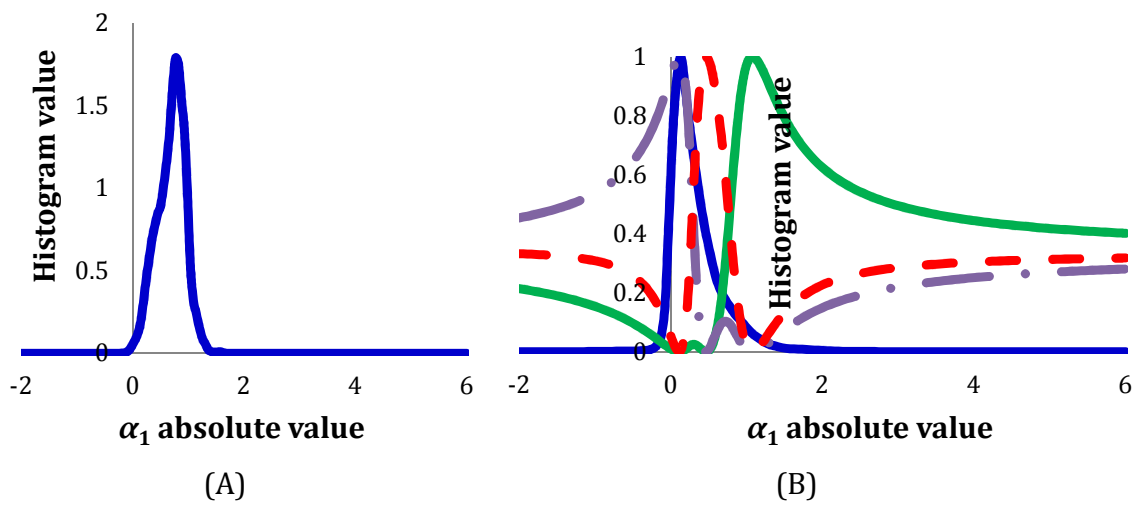 2
1.5
1
0.5
0
Histogram value
-2 0 2 4 6
α₁ absolute value
(A)
1
0.8
0.6
0.4
0.2
0
Histogram value
-2 0 2 4 6
α₁ absolute value
(B)